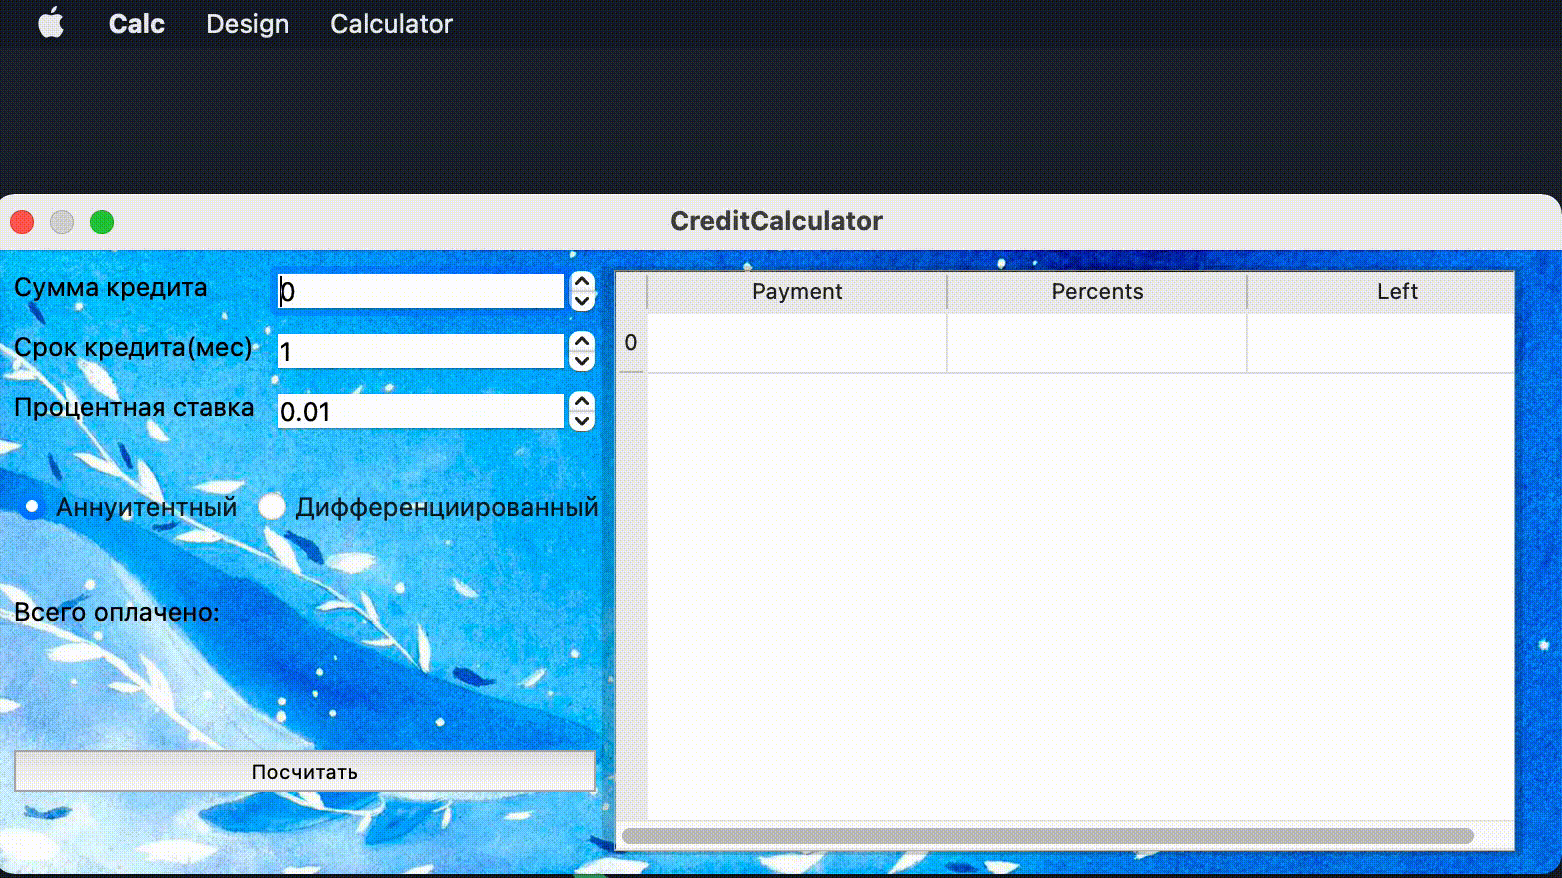 Calc Design Calculator
CreditCalculator
Сумма кредита 0
Срок кредита(мес) 1
Процентная ставка 0.01
Аннуитентный Дифференциированный
Всего оплачено:
Посчитать
Payment Percents Left
0